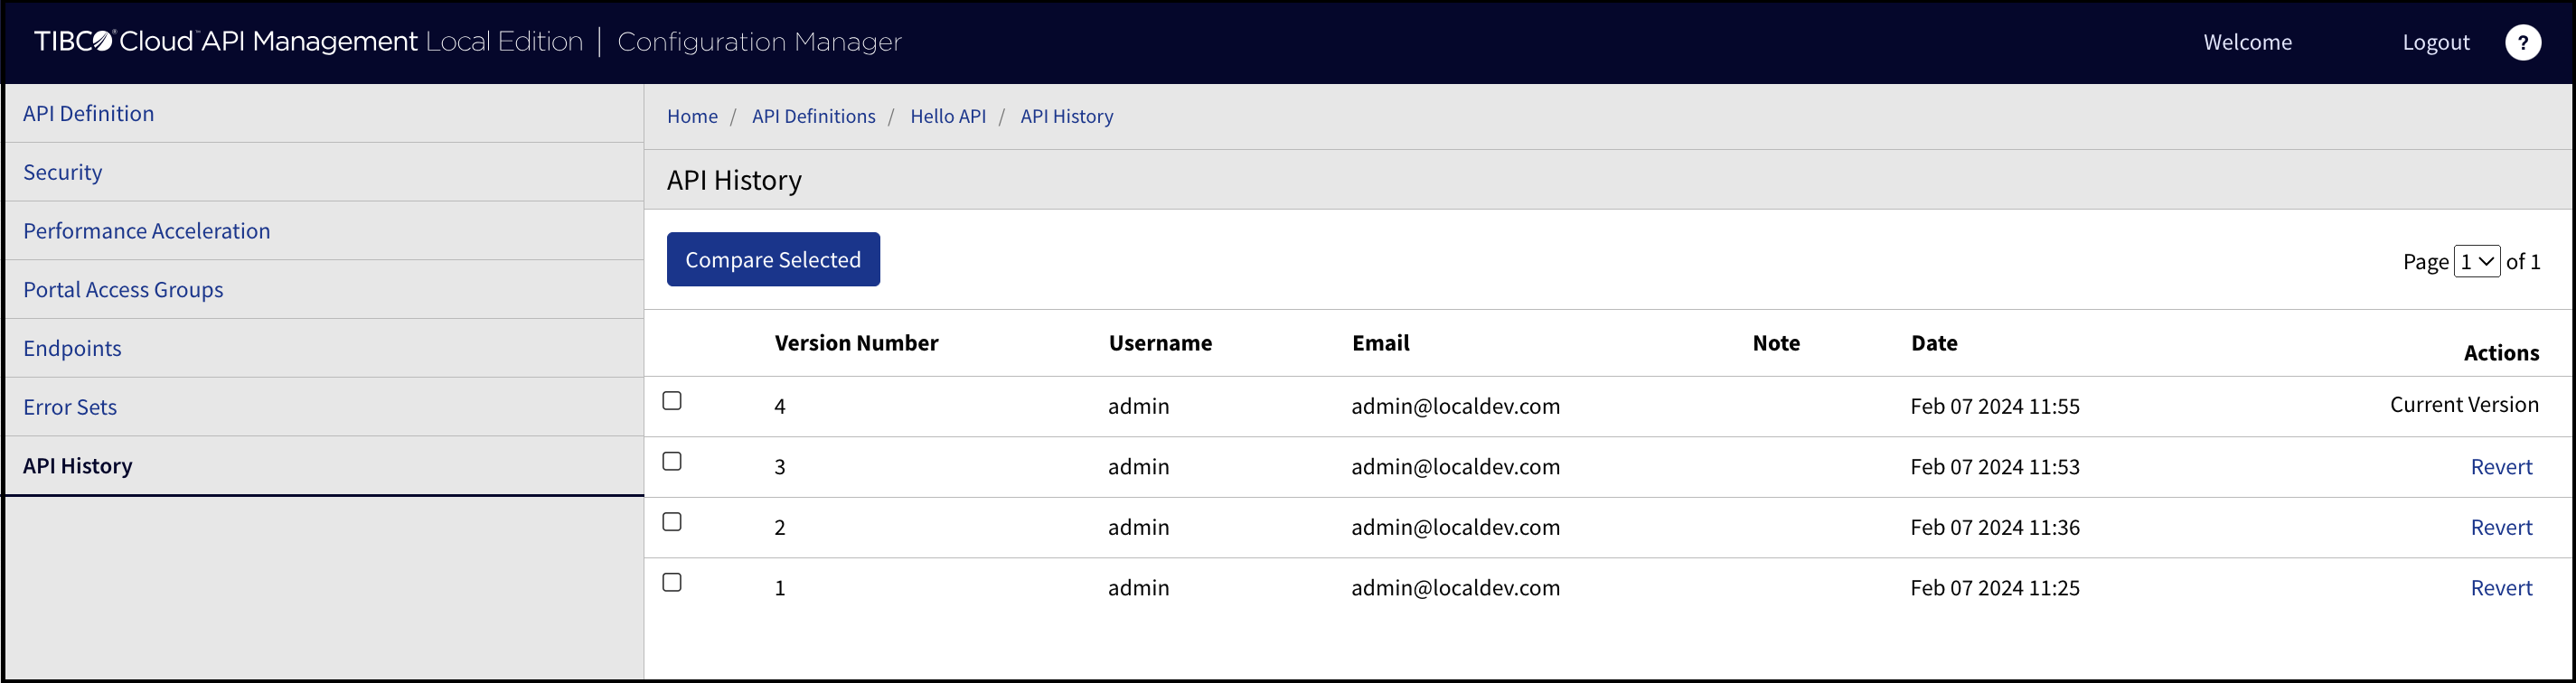 TIBCO Cloud™ API Management Local Edition | Configuration Manager Welcome Logout ?
API Definition
Security
Performance Acceleration
Portal Access Groups
Endpoints
Error Sets
API History
Home / API Definitions / Hello API / API History
API History
Compare Selected
Page 1 of 1
Version Number Username Email Note Date Actions
4 admin admin@localdev.com Feb 07 2024 11:55 Current Version
3 admin admin@localdev.com Feb 07 2024 11:53 Revert
2 admin admin@localdev.com Feb 07 2024 11:36 Revert
1 admin admin@localdev.com Feb 07 2024 11:25 Revert